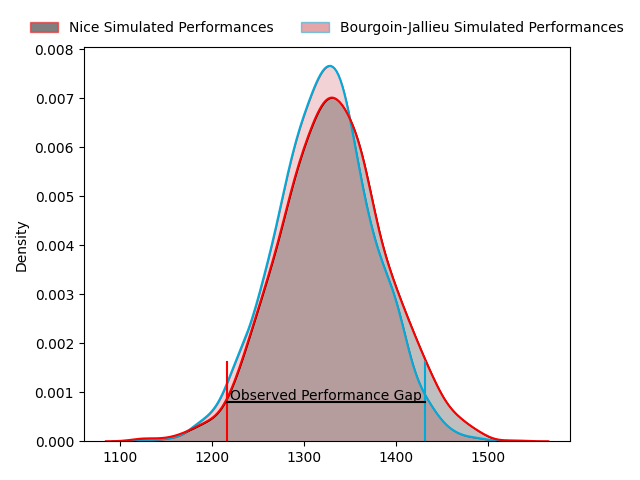 Nice Simulated Performances
Bourgoin-Jallieu Simulated Performances
0.008
0.007
0.006
0.005
0.004
0.003
0.002
0.001
0.000
Density
Observed Performance Gap
1100 1200 1300 1400 1500